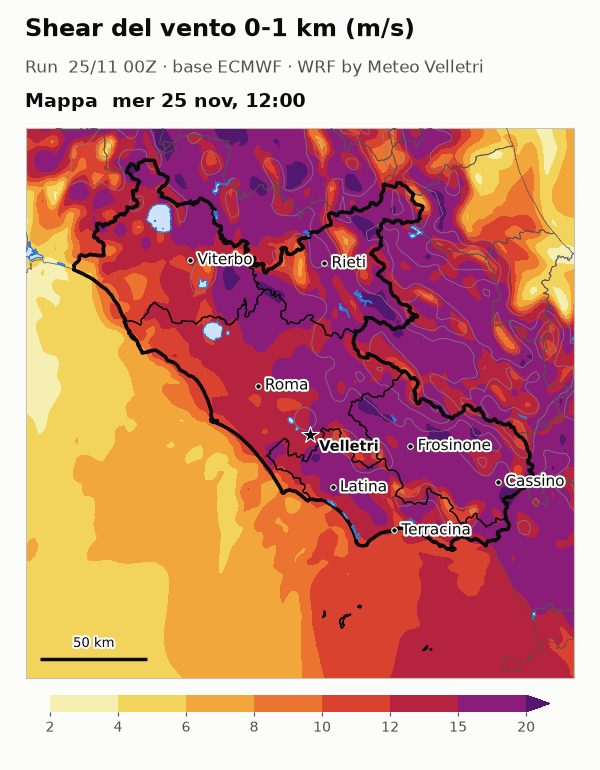 Shear del vento 0-1 km (m/s)
Run  25/11 00Z · base ECMWF · WRF by Meteo Velletri
Mappa  mer 25 nov, 12:00
Viterbo
Rieti
Roma
Velletri
Frosinone
Latina
Cassino
Terracina
50 km
2 4 6 8 10 12 15 20